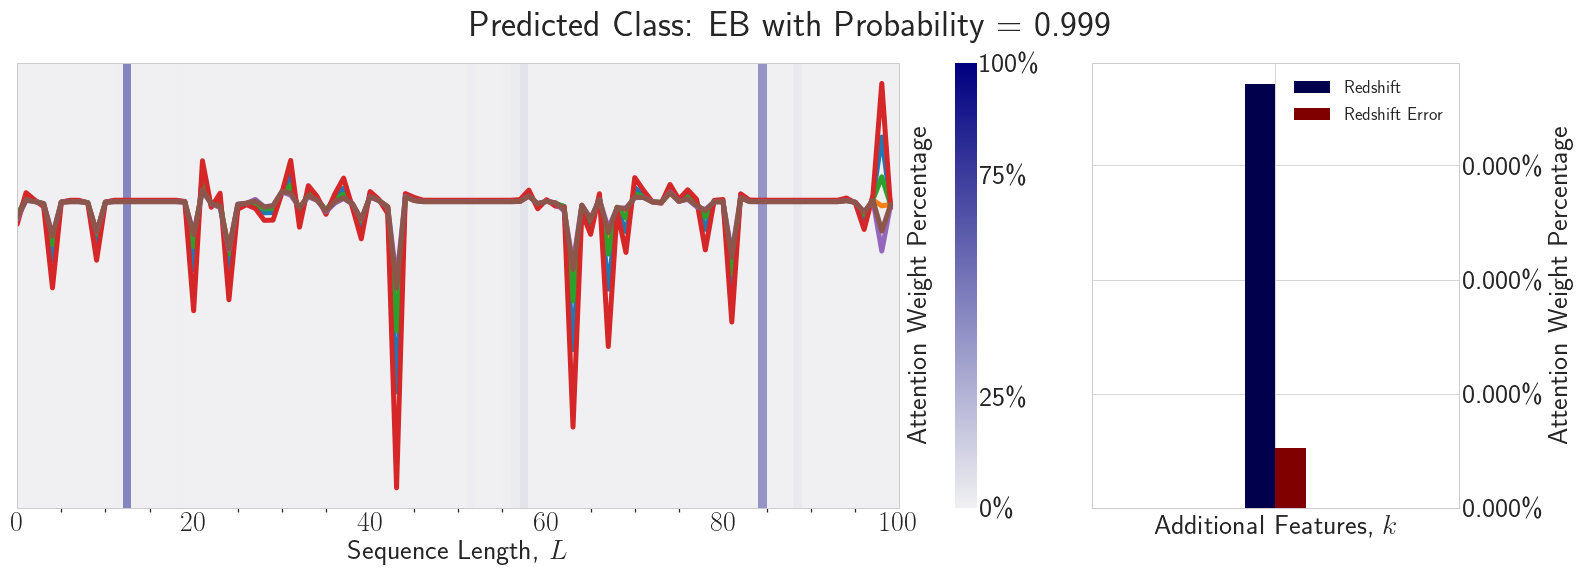 Predicted Class: EB with Probability = 0.999
0
20
40
60
80
100
Sequence Length, L
100%
75%
25%
0%
Attention Weight Percentage
Redshift
Redshift Error
0.000%
0.000%
0.000%
0.000%
Attention Weight Percentage
Additional Features, k